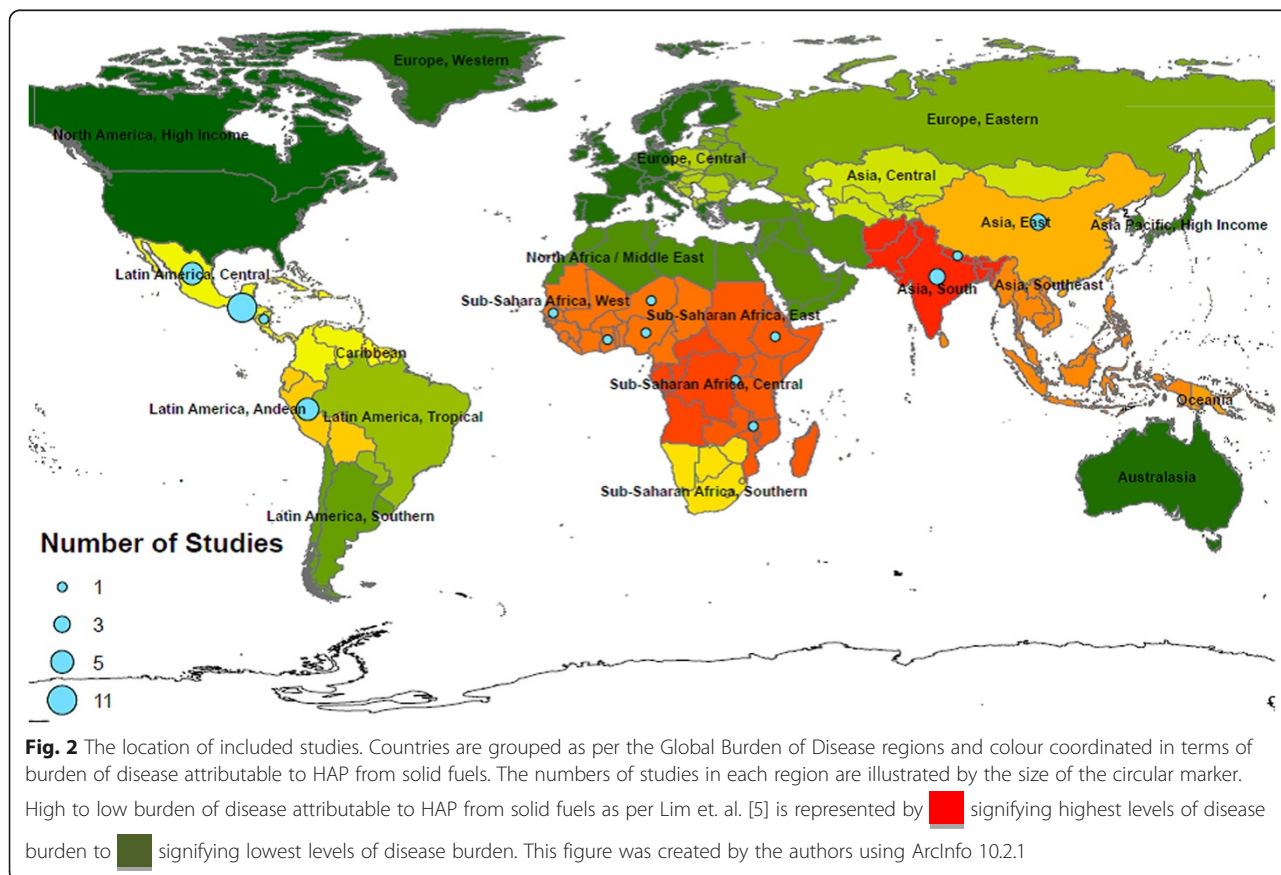 Europe, Western
North America, High Income
Europe, Eastern
Europe, Central
Asia, Central
Asia, East
Asia Pacific, High Income
Latin America, Central
North Africa / Middle East
Asia, South
Asia, Southeast
Sub-Sahara Africa, West
Sub-Saharan Africa, East
Caribbean
Sub-Saharan Africa, Central
Latin America, Andean
Latin America, Tropical
Oceania
Australasia
Sub-Saharan Africa, Southern
Latin America, Southern
Number of Studies
1
3
5
11
Fig. 2 The location of included studies. Countries are grouped as per the Global Burden of Disease regions and colour coordinated in terms of
burden of disease attributable to HAP from solid fuels. The numbers of studies in each region are illustrated by the size of the circular marker.
High to low burden of disease attributable to HAP from solid fuels as per Lim et. al. [5] is represented by signifying highest levels of disease
burden to signifying lowest levels of disease burden. This figure was created by the authors using ArcInfo 10.2.1